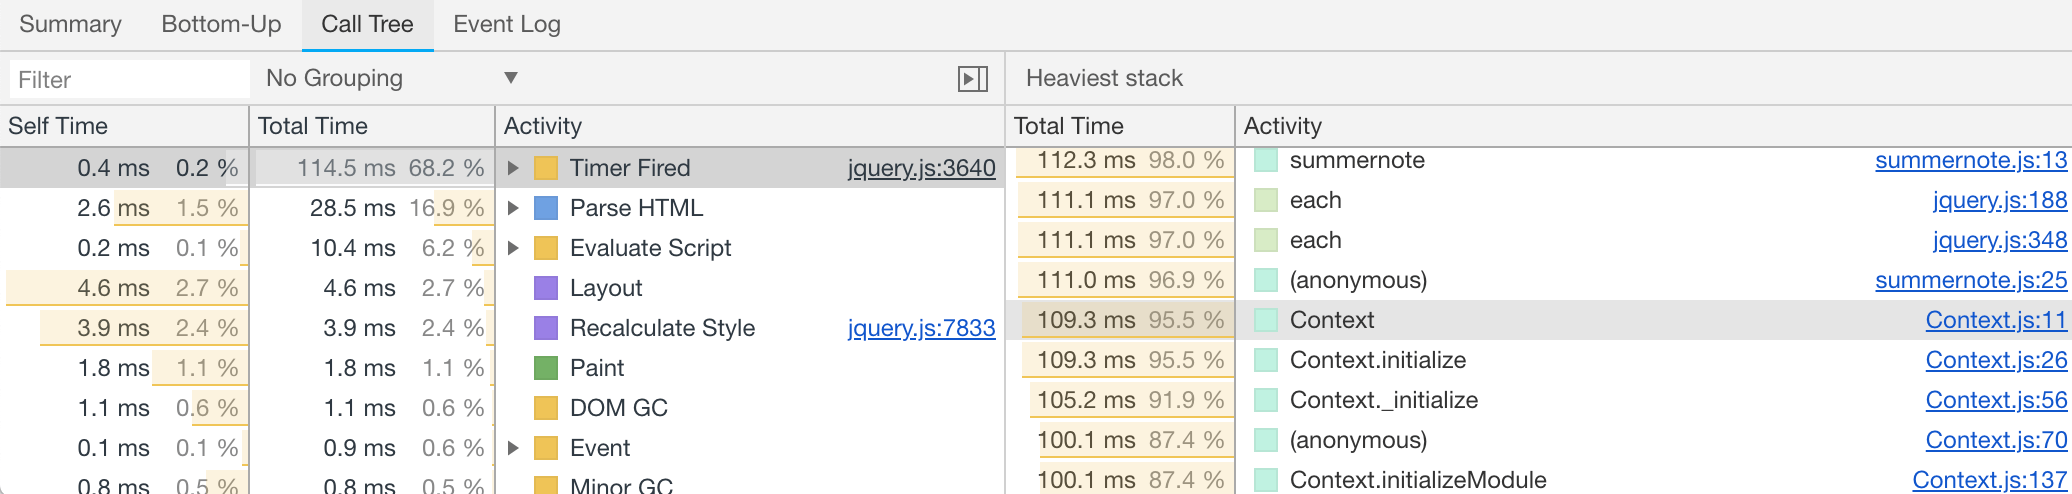 Summary Bottom-Up Call Tree Event Log
Filter No Grouping ▼ Heaviest stack
Self Time Total Time Activity Total Time Activity
0.4 ms 0.2 % 114.5 ms 68.2 % Timer Fired jquery.js:3640
2.6 ms 1.5 % 28.5 ms 16.9 % Parse HTML
0.2 ms 0.1 % 10.4 ms 6.2 % Evaluate Script
4.6 ms 2.7 % 4.6 ms 2.7 % Layout
3.9 ms 2.4 % 3.9 ms 2.4 % Recalculate Style jquery.js:7833
1.8 ms 1.1 % 1.8 ms 1.1 % Paint
1.1 ms 0.6 % 1.1 ms 0.6 % DOM GC
0.1 ms 0.1 % 0.9 ms 0.6 % Event
0.8 ms 0.5 % 0.8 ms 0.5 % Minor GC
112.3 ms 98.0 % summernote summernote.js:13
111.1 ms 97.0 % each jquery.js:188
111.1 ms 97.0 % each jquery.js:348
111.0 ms 96.9 % (anonymous) summernote.js:25
109.3 ms 95.5 % Context Context.js:11
109.3 ms 95.5 % Context.initialize Context.js:26
105.2 ms 91.9 % Context._initialize Context.js:56
100.1 ms 87.4 % (anonymous) Context.js:70
100.1 ms 87.4 % Context.initializeModule Context.js:137